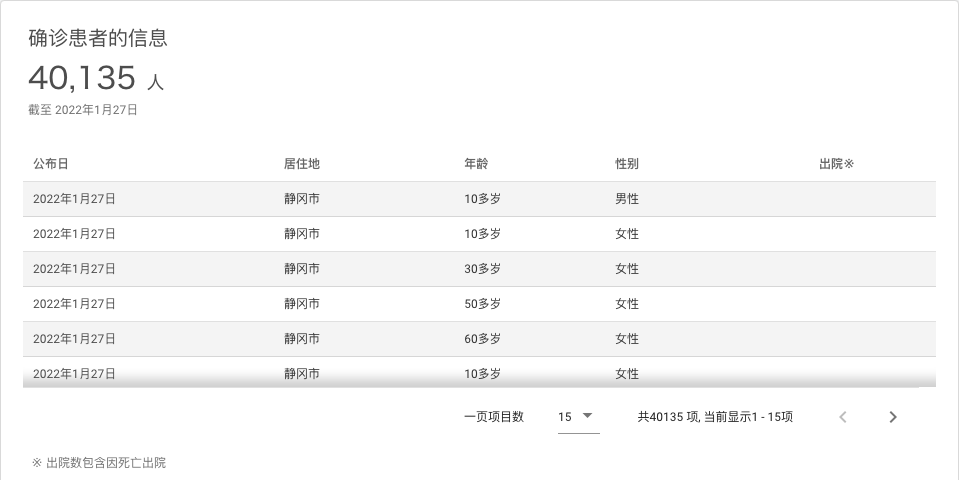 确诊患者的信息
40,135 人
截至 2022年1月27日
公布日 居住地 年龄 性别 出院※
2022年1月27日 静冈市 10多岁 男性
2022年1月27日 静冈市 10多岁 女性
2022年1月27日 静冈市 30多岁 女性
2022年1月27日 静冈市 50多岁 女性
2022年1月27日 静冈市 60多岁 女性
2022年1月27日 静冈市 10多岁 女性
一页项目数 15 共40135 项, 当前显示1 - 15项
※ 出院数包含因死亡出院